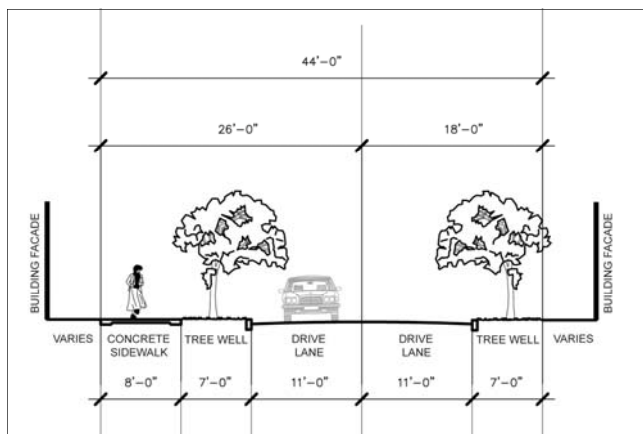 44'-0"
26'-0"
18'-0"
BUILDING FACADE
BUILDING FACADE
VARIES
CONCRETE
SIDEWALK
TREE WELL
DRIVE
LANE
DRIVE
LANE
TREE WELL
VARIES
8'-0"
7'-0"
11'-0"
11'-0"
7'-0"